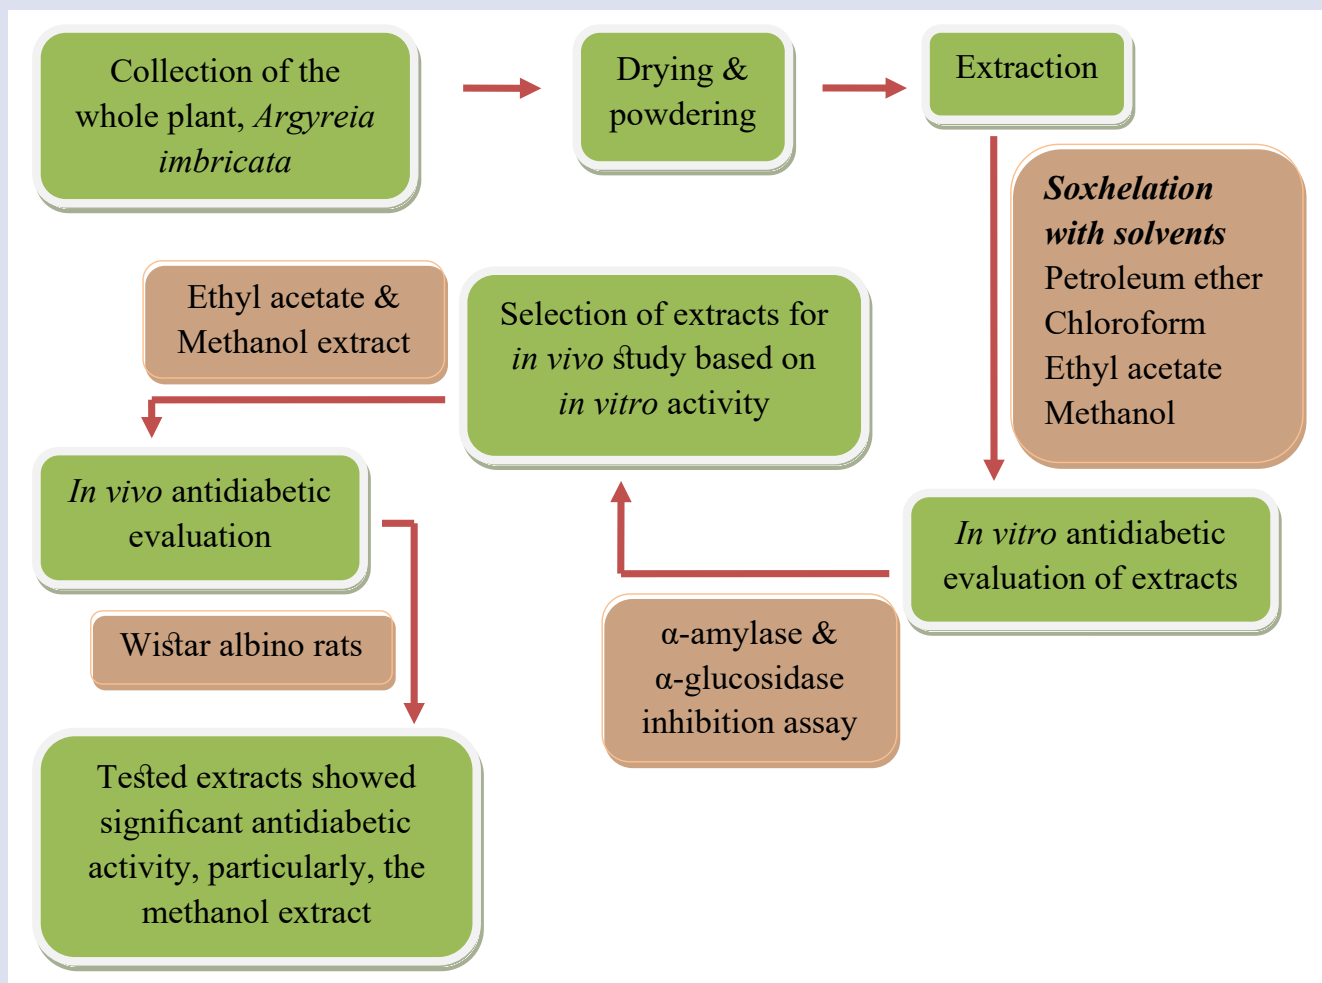 Collection of the
whole plant, Argyreia
imbricata
Drying &
powdering
Extraction
Soxhelation
with solvents
Petroleum ether
Chloroform
Ethyl acetate
Methanol
In vitro antidiabetic
evaluation of extracts
α-amylase &
α-glucosidase
inhibition assay
Selection of extracts for
in vivo study based on
in vitro activity
Ethyl acetate &
Methanol extract
In vivo antidiabetic
evaluation
Wistar albino rats
Tested extracts showed
significant antidiabetic
activity, particularly, the
methanol extract